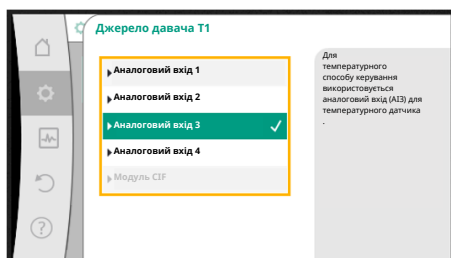 Джерело давача T1
Аналоговий вхід 1
Аналоговий вхід 2
Аналоговий вхід 3
Аналоговий вхід 4
Модуль CIF
Для
температурного
способу керування
використовується
аналоговий вхід (AI3) для
температурного датчика
.